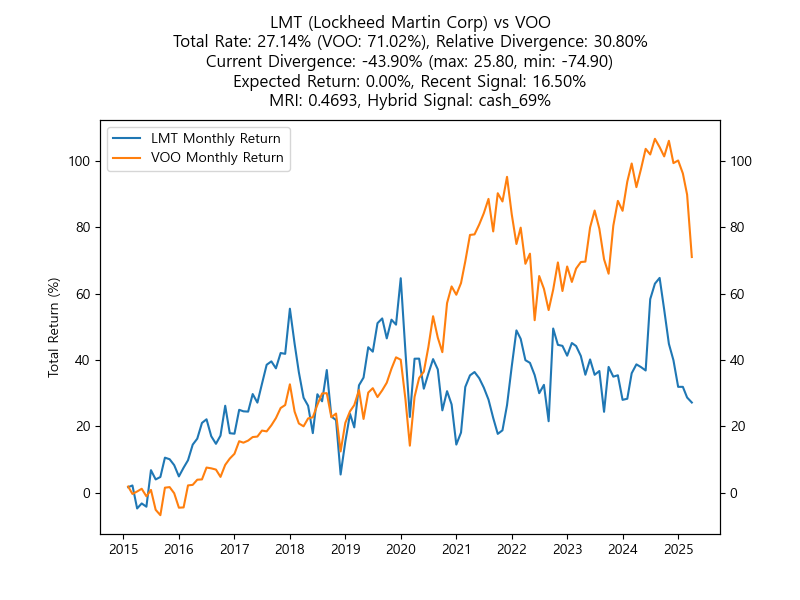 LMT (Lockheed Martin Corp) vs VOO
Total Rate: 27.14% (VOO: 71.02%), Relative Divergence: 30.80%
Current Divergence: -43.90% (max: 25.80, min: -74.90)
Expected Return: 0.00%, Recent Signal: 16.50%
MRI: 0.4693, Hybrid Signal: cash_69%
LMT Monthly Return
VOO Monthly Return
Total Return (%)
100
80
60
40
20
0
100
80
60
40
20
0
2015 2016 2017 2018 2019 2020 2021 2022 2023 2024 2025